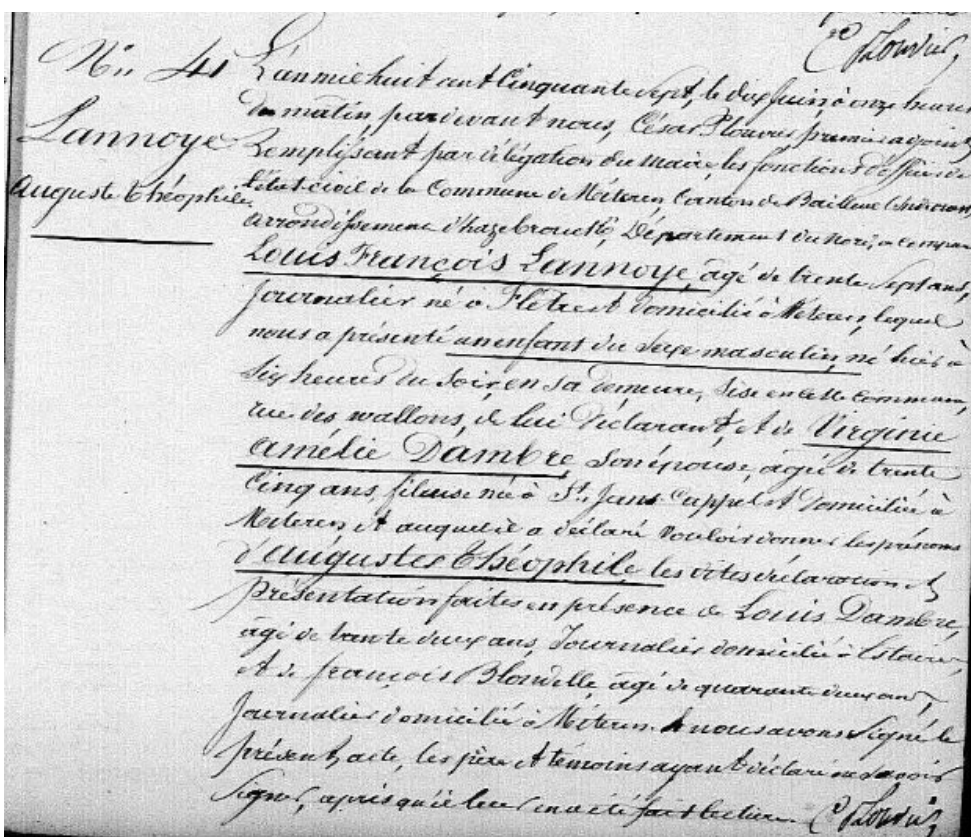 Plouvier
No 41
Lannoye
Auguste Théophile
L'an mie huit cent Cinquante Sept, le dix Juin, à onze heures
du matin, pardevant nous, César Plouvier, premier adjoint,
Remplissant par délégation du maire, les fonctions d'officier de
l'état civil de la Commune de Méteren, Canton de Bailleul
arrondissement d'hazebrouck, Département du Nord, a comparu
Louis François Lannoye, âgé de trente Sept ans,
journalier né à Flêtre et domicilié à Méteren, lequel
nous a présenté un enfant du Sexe masculin, né hier à
Six heures du Soir, en Sa demeure, Sise en cette Commune,
rue des wallons, de lui Déclarant, et de Virginie
Amélie Dambre, Son épouse, âgée de trente
Cinq ans, fileuse née à St Jans-Cappel et domiciliée à
Méteren et auquel il a déclaré Vouloir donner les prénoms
d'auguste Théophile, les dites déclaration et
présentation faites en présence de Louis Dambre,
âgé de trente deux ans, Journalier domicilié à Estaires,
et de françois Blondelle, âgé de quarante deux ans,
Journalier domicilié à Méteren. et nous avons Signé le
présent acte, les père et témoins ayant déclaré ne Savoir
Signer, après qu'il leur en a été fait lecture. Plouvier